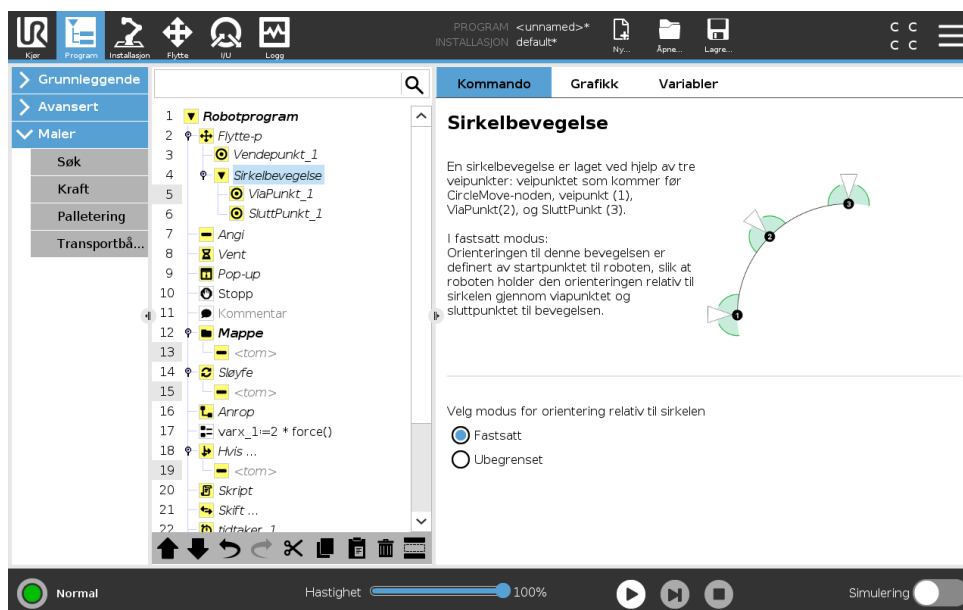 UR
Kjør
Program
Installasjon
Flytte
I/U
Logg
PROGRAM <unnamed>*
INSTALLASJON default*
Ny...
Åpne...
Lagre...
C C
C C
Grunnleggende
Avansert
Maler
Søk
Kraft
Palletering
Transportbå...
1 Robotprogram
2 Flytte-p
3 Vendepunkt_1
4 Sirkelbevegelse
5 ViaPunkt_1
6 SluttPunkt_1
7 Angi
8 Vent
9 Pop-up
10 Stopp
11 Kommentar
12 Mappe
13 <tom>
14 Sløyfe
15 <tom>
16 Anrop
17 varx_1:=2 * force()
18 Hvis ...
19 <tom>
20 Skript
21 Skift ...
22 tidtaker_1
Kommando
Grafikk
Variabler
Sirkelbevegelse
En sirkelbevegelse er laget ved hjelp av tre
veipunkter: veipunktet som kommer før
CircleMove-noden, veipunkt (1),
ViaPunkt(2), og SluttPunkt (3).
I fastsatt modus:
Orienteringen til denne bevegelsen er
definert av startpunktet til roboten, slik at
roboten holder den orienteringen relativ til
sirkelen gjennom viapunktet og
sluttpunktet til bevegelsen.
1
2
3
Velg modus for orientering relativ til sirkelen
Fastsatt
Ubegrenset
Normal
Hastighet
100%
Simulering